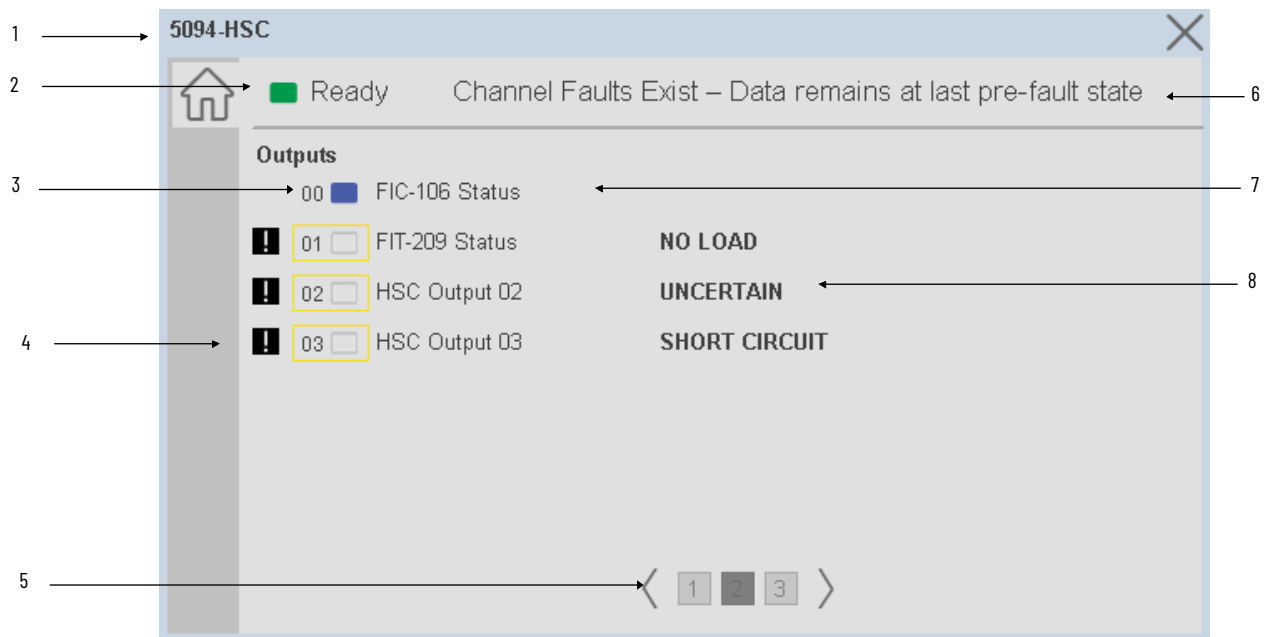 1
5094-HSC
2
Ready
Channel Faults Exist – Data remains at last pre-fault state
6
Outputs
3
00 FIC-106 Status
7
! 01 FIT-209 Status NO LOAD
! 02 HSC Output 02 UNCERTAIN
8
4
! 03 HSC Output 03 SHORT CIRCUIT
5
1 2 3